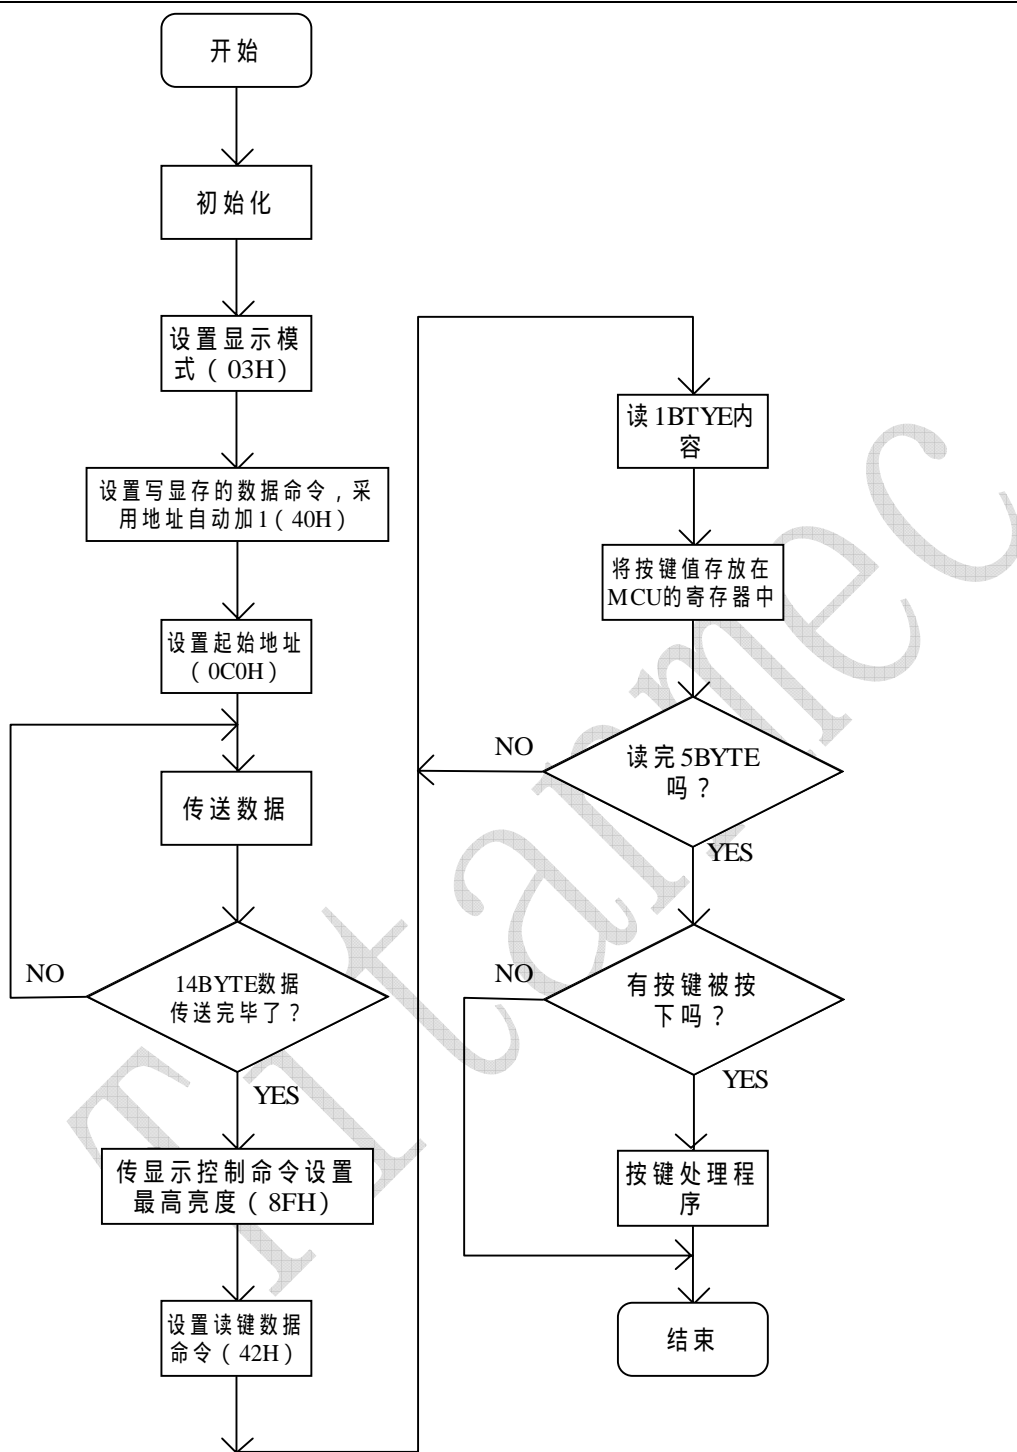 开始
初始化
设置显示模
式（03H）
设置写显存的数据命令，采
用地址自动加1（40H）
设置起始地址
（0C0H）
传送数据
NO
14BYTE数据
传送完毕了？
YES
传显示控制命令设置
最高亮度（8FH）
设置读键数据
命令（42H）
读1BTYE内
容
将按键值存放在
MCU的寄存器中
NO
读完5BYTE
吗？
YES
NO
有按键被按
下吗？
YES
按键处理程
序
结束
Titanmec